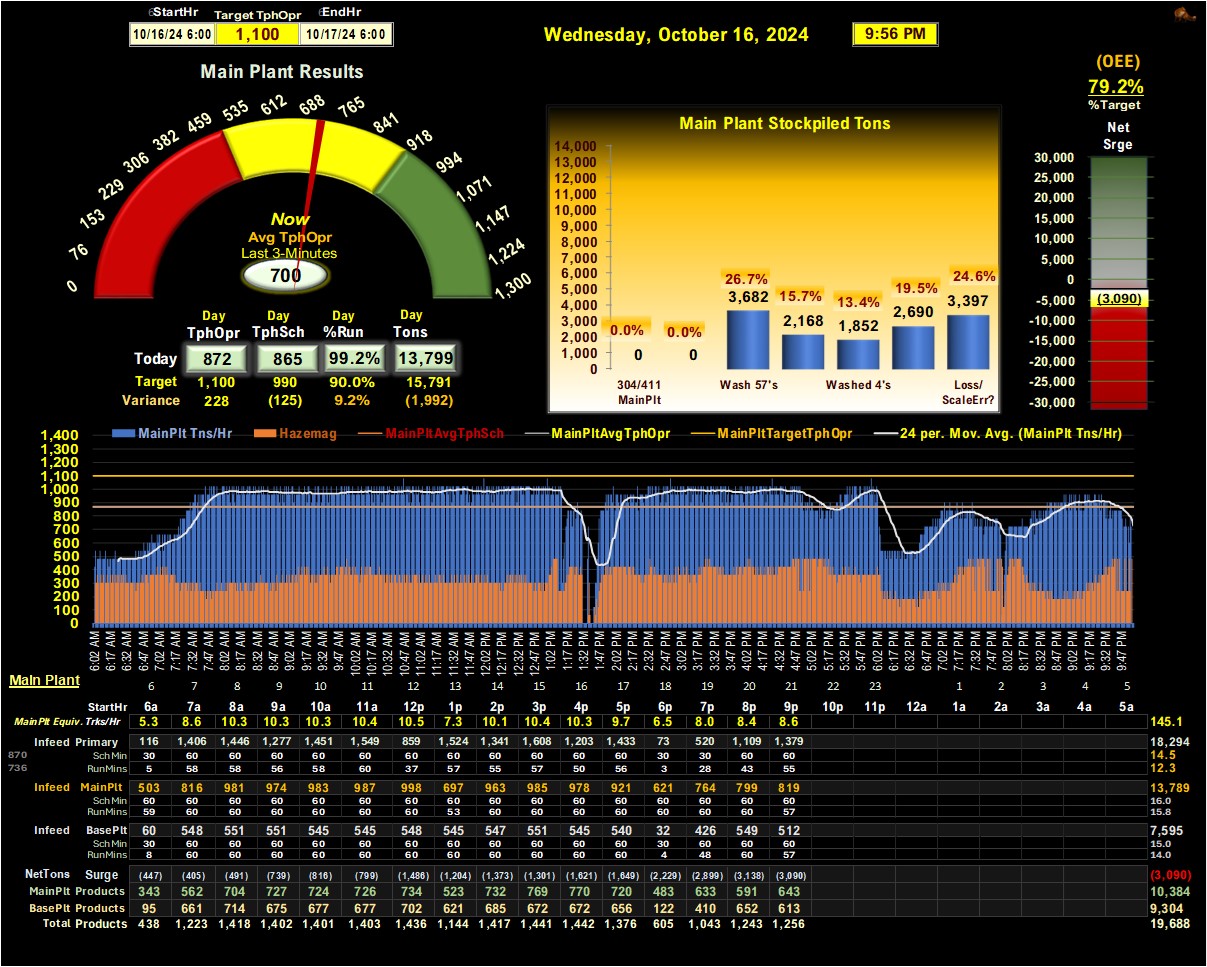 6StartHr Target TphOpr 6EndHr
10/16/24 6:00 1,100 10/17/24 6:00
Wednesday, October 16, 2024 9:56 PM
(OEE)
79.2%
%Target
Net
Srge
30,000
25,000
20,000
15,000
10,000
5,000
0
-5,000
-10,000
-15,000
-20,000
-25,000
-30,000
(3,090)
Main Plant Results
0 76 153 229 306 382 459 535 612 688 765 841 918 994 1,071 1,147 1,224 1,300
Now
Avg TphOpr
Last 3-Minutes
700
Day Day Day Day
TphOpr TphSch %Run Tons
Today 872 865 99.2% 13,799
Target 1,100 990 90.0% 15,791
Variance 228 (125) 9.2% (1,992)
Main Plant Stockpiled Tons
14,000
13,000
12,000
11,000
10,000
9,000
8,000
7,000
6,000
5,000
4,000
3,000
2,000
1,000
0
0.0% 0.0% 26.7% 15.7% 13.4% 19.5% 24.6%
0 0 3,682 2,168 1,852 2,690 3,397
304/411 Wash 57's Washed 4's Loss/
MainPlt ScaleErr?
MainPlt Tns/Hr Hazemag MainPltAvgTphSch MainPltAvgTphOpr MainPltTargetTphOpr 24 per. Mov. Avg. (MainPlt Tns/Hr)
1,400
1,300
1,200
1,100
1,000
900
800
700
600
500
400
300
200
100
0
6:02 AM 6:17 AM 6:32 AM 6:47 AM 7:02 AM 7:17 AM 7:32 AM 7:47 AM 8:02 AM 8:17 AM 8:32 AM 8:47 AM 9:02 AM 9:17 AM 9:32 AM 9:47 AM 10:02 AM 10:17 AM 10:32 AM 10:47 AM 11:02 AM 11:17 AM 11:32 AM 11:47 AM 12:02 PM 12:17 PM 12:32 PM 12:47 PM 1:02 PM 1:17 PM 1:32 PM 1:47 PM 2:02 PM 2:17 PM 2:32 PM 2:47 PM 3:02 PM 3:17 PM 3:32 PM 3:47 PM 4:02 PM 4:17 PM 4:32 PM 4:47 PM 5:02 PM 5:17 PM 5:32 PM 5:47 PM 6:02 PM 6:17 PM 6:32 PM 6:47 PM 7:02 PM 7:17 PM 7:32 PM 7:47 PM 8:02 PM 8:17 PM 8:32 PM 8:47 PM 9:02 PM 9:17 PM 9:32 PM 9:47 PM
Main Plant 6 7 8 9 10 11 12 13 14 15 16 17 18 19 20 21 22 23 1 2 3 4 5
StartHr 6a 7a 8a 9a 10a 11a 12p 1p 2p 3p 4p 5p 6p 7p 8p 9p 10p 11p 12a 1a 2a 3a 4a 5a
MainPlt Equiv. Trks/Hr 5.3 8.6 10.3 10.3 10.3 10.4 10.5 7.3 10.1 10.4 10.3 9.7 6.5 8.0 8.4 8.6 145.1
Infeed Primary 116 1,406 1,446 1,277 1,451 1,549 859 1,524 1,341 1,608 1,203 1,433 73 520 1,109 1,379 18,294
870 SchMin 30 60 60 60 60 60 60 60 60 60 60 60 30 30 60 60 14.5
736 RunMins 5 58 58 56 58 60 37 57 55 57 50 56 3 28 43 55 12.3
Infeed MainPlt 503 816 981 974 983 987 998 697 963 985 978 921 621 764 799 819 13,789
SchMin 60 60 60 60 60 60 60 60 60 60 60 60 60 60 60 60 16.0
RunMins 59 60 60 60 60 60 60 53 60 60 60 60 60 60 60 57 15.8
Infeed BasePlt 60 548 551 551 545 545 548 545 547 551 545 540 32 426 549 512 7,595
SchMin 30 60 60 60 60 60 60 60 60 60 60 60 30 60 60 60 15.0
RunMins 8 60 60 60 60 60 60 60 60 60 60 60 4 48 60 57 14.0
NetTons Surge (447) (405) (491) (739) (816) (799) (1,486) (1,204) (1,373) (1,301) (1,621) (1,649) (2,229) (2,899) (3,138) (3,090) (3,090)
MainPlt Products 343 562 704 727 724 726 734 523 732 769 770 720 483 633 591 643 10,384
BasePlt Products 95 661 714 675 677 677 702 621 685 672 672 656 122 410 652 613 9,304
Total Products 438 1,223 1,418 1,402 1,401 1,403 1,436 1,144 1,417 1,441 1,442 1,376 605 1,043 1,243 1,256 19,688